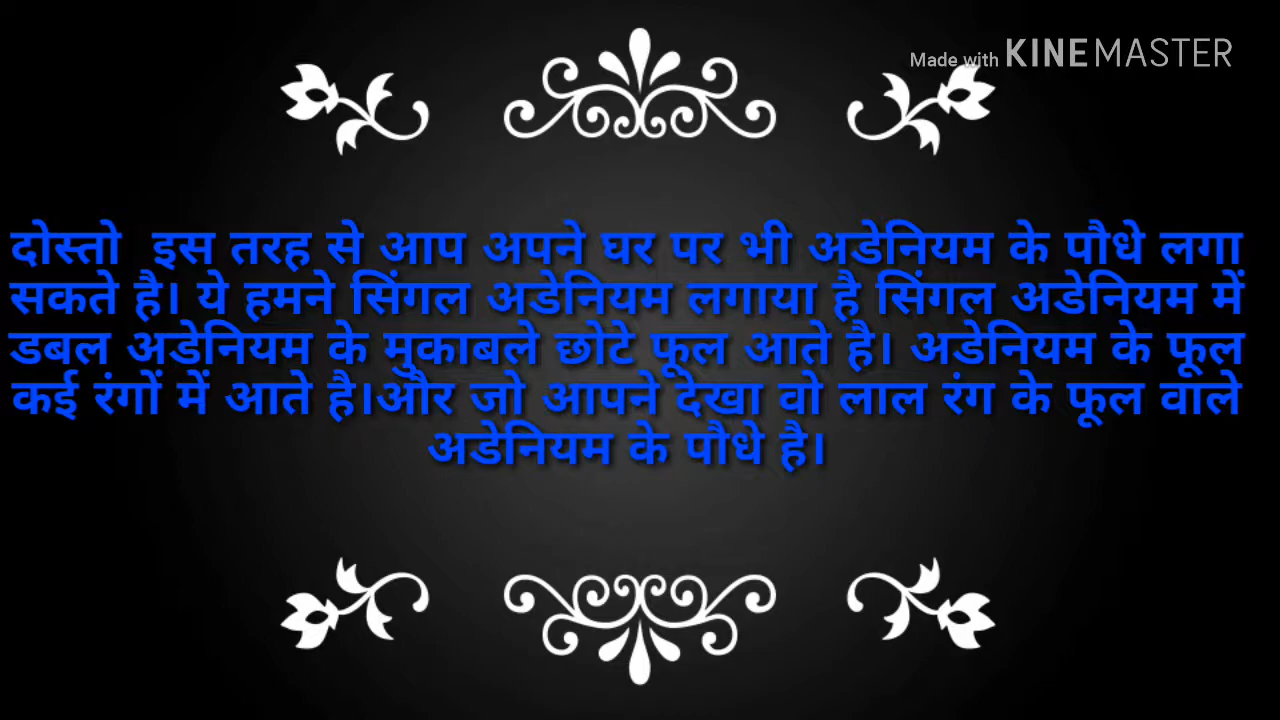 Made with KINEMASTER
दोस्तो इस तरह से आप अपने घर पर भी अडेनियम के पौधे लगा
सकते है। ये हमने सिंगल अडेनियम लगाया है सिंगल अडेनियम में
डबल अडेनियम के मुकाबले छोटे फूल आते है। अडेनियम के फूल
कई रंगों में आते है।और जो आपने देखा वो लाल रंग के फूल वाले
अडेनियम के पौधे है।